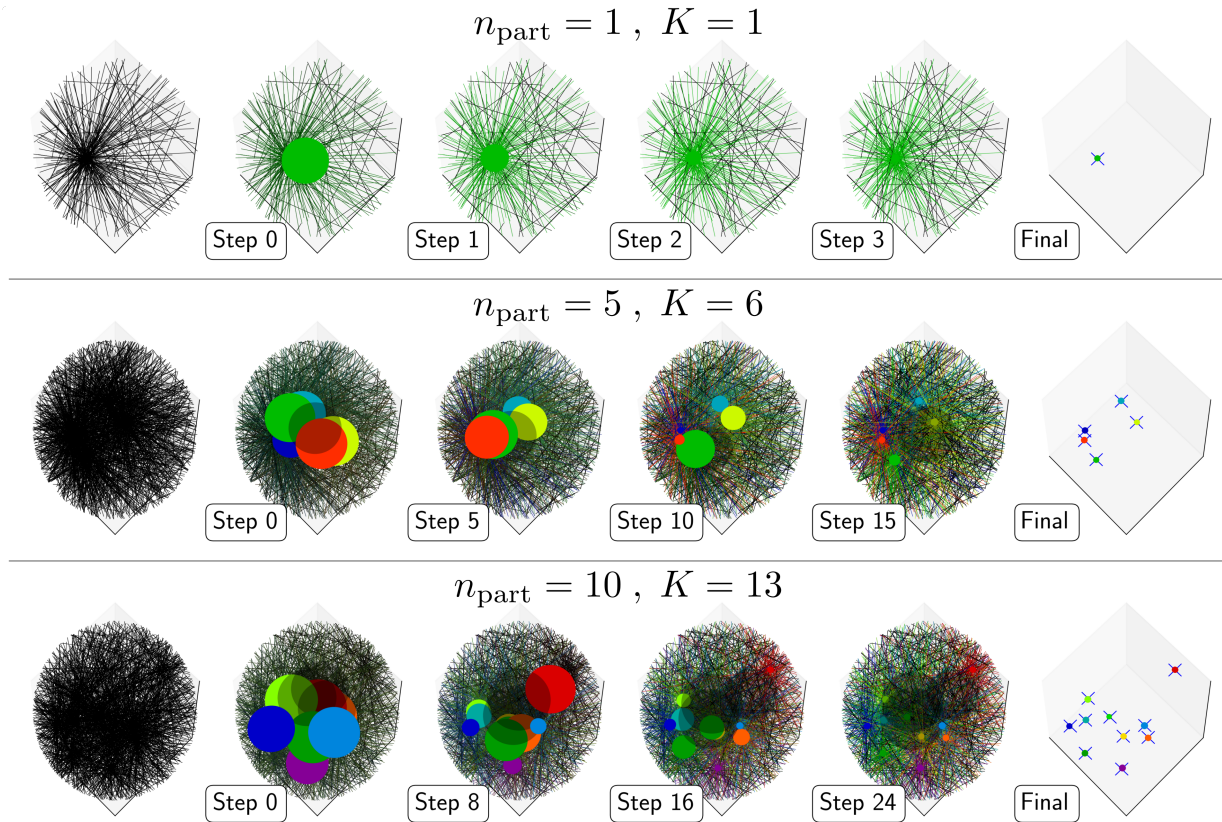 n_part = 1 , K = 1
Step 0 Step 1 Step 2 Step 3 Final
n_part = 5 , K = 6
Step 0 Step 5 Step 10 Step 15 Final
n_part = 10 , K = 13
Step 0 Step 8 Step 16 Step 24 Final